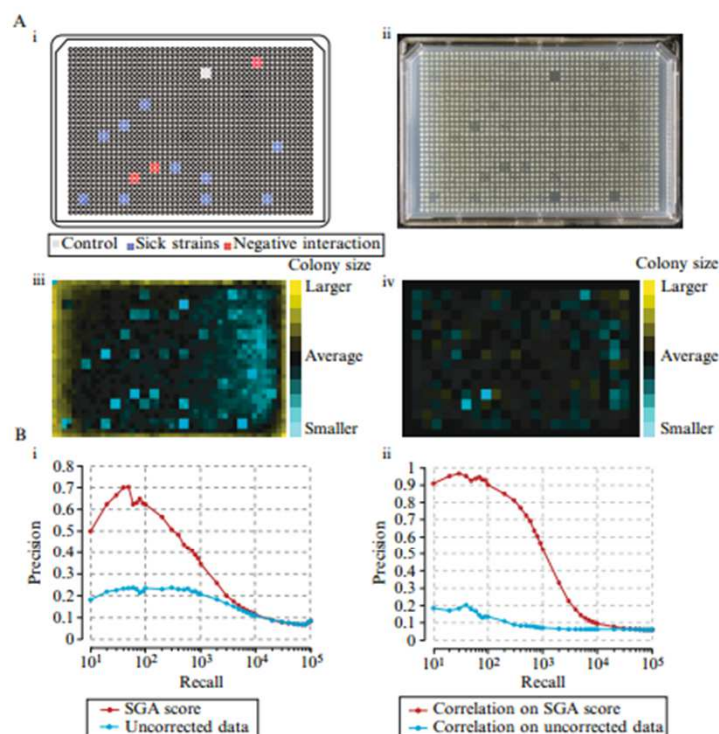 A
i
ii
Control Sick strains Negative interaction
iii
Colony size
Larger
Average
Smaller
iv
Colony size
Larger
Average
Smaller
B
i
0.8
0.7
0.6
0.5
0.4
0.3
0.2
0.1
0
Precision
10¹ 10² 10³ 10⁴ 10⁵
Recall
SGA score
Uncorrected data
ii
1
0.9
0.8
0.7
0.6
0.5
0.4
0.3
0.2
0.1
0
Precision
10¹ 10² 10³ 10⁴ 10⁵
Recall
Correlation on SGA score
Correlation on uncorrected data